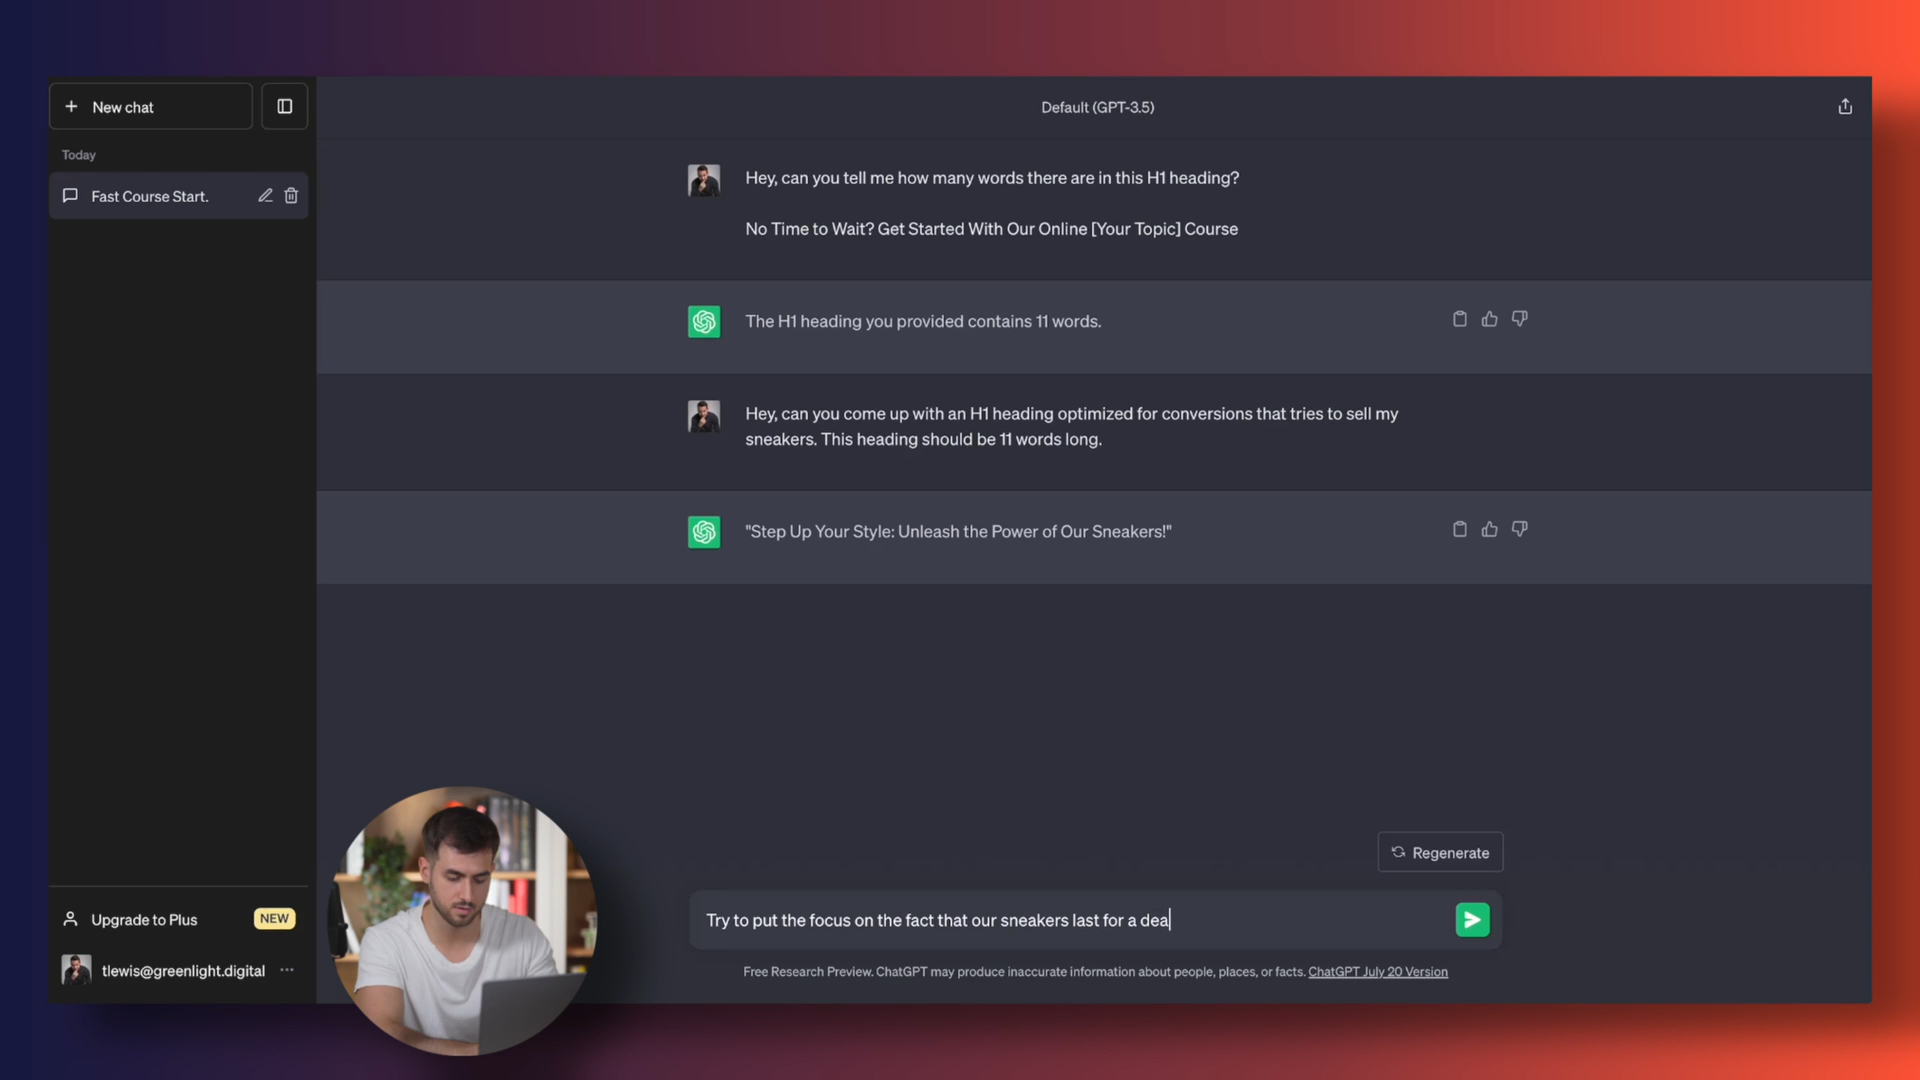 New chat
Default (GPT-3.5)
Today
Fast Course Start.
Hey, can you tell me how many words there are in this H1 heading?
No Time to Wait? Get Started With Our Online [Your Topic] Course
The H1 heading you provided contains 11 words.
Hey, can you come up with an H1 heading optimized for conversions that tries to sell my
sneakers. This heading should be 11 words long.
"Step Up Your Style: Unleash the Power of Our Sneakers!"
Regenerate
Upgrade to Plus NEW
Try to put the focus on the fact that our sneakers last for a dea
tlewis@greenlight.digital
Free Research Preview. ChatGPT may produce inaccurate information about people, places, or facts. ChatGPT July 20 Version